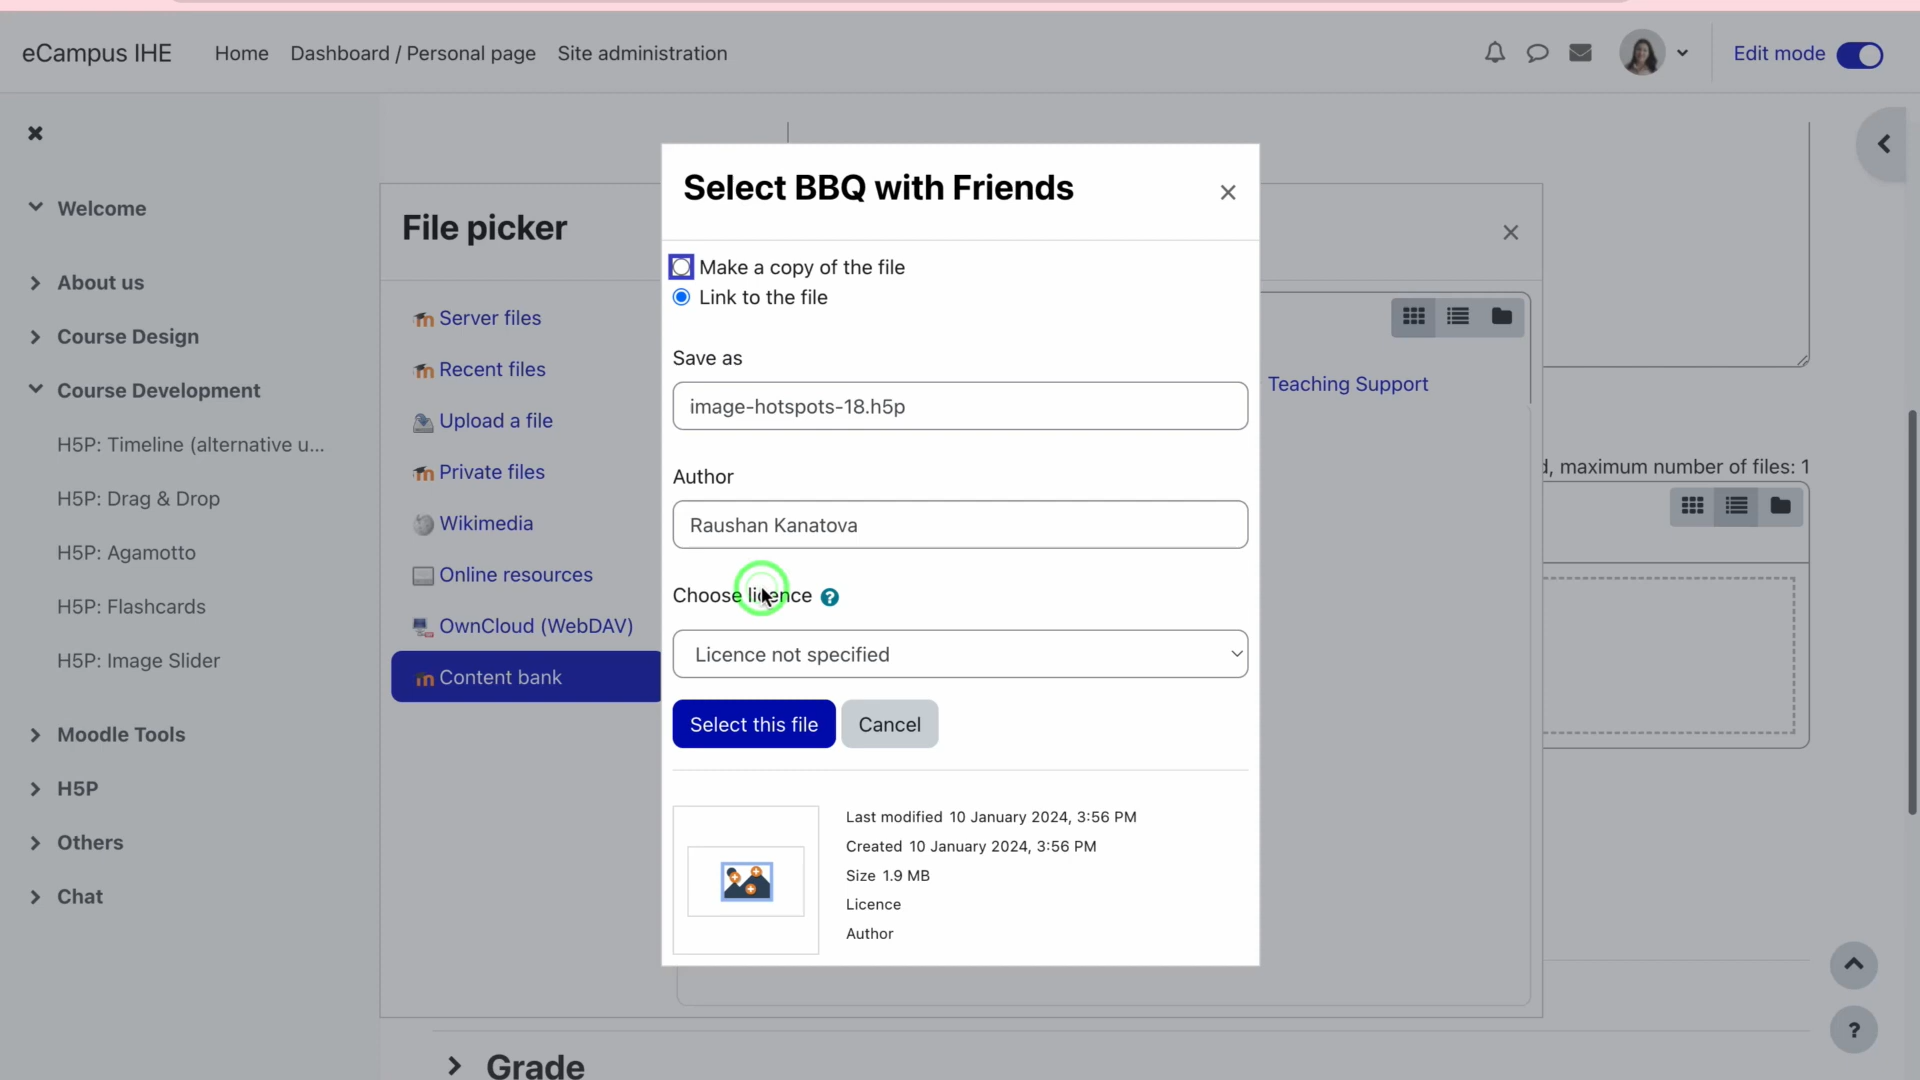 eCampus IHE
Home
Dashboard / Personal page
Site administration
Edit mode
Welcome
About us
Course Design
Course Development
H5P: Timeline (alternative u...
H5P: Drag & Drop
H5P: Agamotto
H5P: Flashcards
H5P: Image Slider
Moodle Tools
H5P
Others
Chat
File picker
Server files
Recent files
Upload a file
Private files
Wikimedia
Online resources
OwnCloud (WebDAV)
Content bank
Select BBQ with Friends
Make a copy of the file
Link to the file
Save as
image-hotspots-18.h5p
Author
Raushan Kanatova
Choose licence ?
Licence not specified
Select this file
Cancel
Last modified 10 January 2024, 3:56 PM
Created 10 January 2024, 3:56 PM
Size 1.9 MB
Licence
Author
Teaching Support
d, maximum number of files: 1
?
Grade